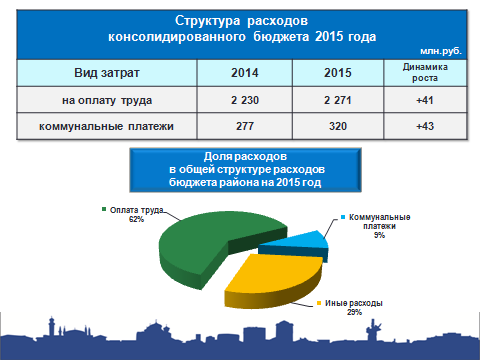 Структура расходов
консолидированного бюджета 2015 года
млн.руб.
Вид затрат 2014 2015 Динамика роста
на оплату труда 2 230 2 271 +41
коммунальные платежи 277 320 +43
Доля расходов
в общей структуре расходов
бюджета района на 2015 год
Оплата труда
62%
Коммунальные
платежи
9%
Иные расходы
29%